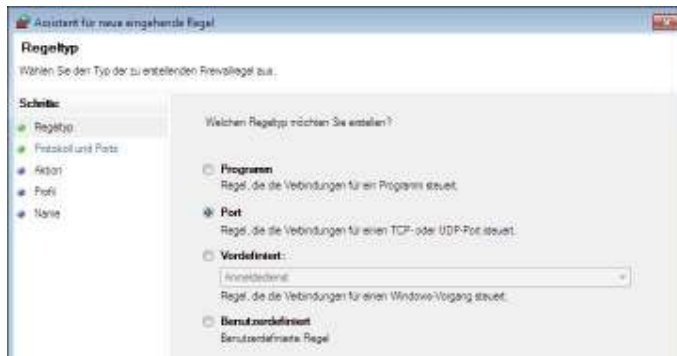 Assistent für neue eingehende Regel
Regeltyp
Wählen Sie den Typ der zu erstellenden Firewallregel aus.
Schritte:
Regeltyp
Protokoll und Ports
Aktion
Profil
Name
Welchen Regeltyp möchten Sie erstellen?
Programm
Regel, die die Verbindungen für ein Programm steuert.
Port
Regel, die die Verbindungen für einen TCP- oder UDP-Port steuert.
Vordefiniert:
Anmeldedienst
Regel, die die Verbindungen für einen Windows-Vorgang steuert.
Benutzerdefiniert
Benutzerdefinierte Regel